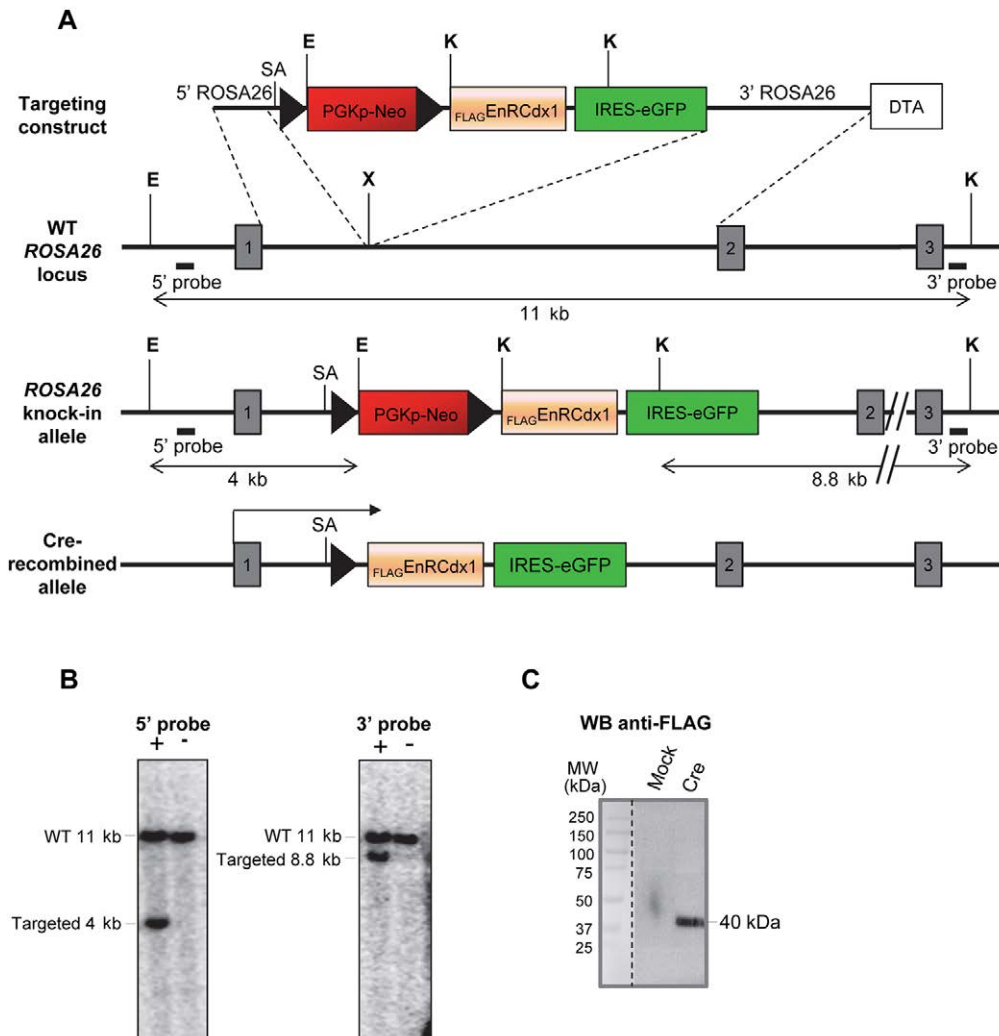 A
E
K
K
SA
5' ROSA26
3' ROSA26
Targeting
construct
PGKp-Neo
FLAGEnRCdx1
IRES-eGFP
DTA
E
X
K
WT
ROSA26
locus
1
2
3
5' probe
3' probe
11 kb
E
E
K
K
K
SA
ROSA26
knock-in
allele
1
PGKp-Neo
FLAGEnRCdx1
IRES-eGFP
2
3
5' probe
3' probe
4 kb
8.8 kb
SA
Cre-
recombined
allele
1
FLAGEnRCdx1
IRES-eGFP
2
3
B
5' probe
+ -
WT 11 kb
Targeted 4 kb
3' probe
+ -
WT 11 kb
Targeted 8.8 kb
C
WB anti-FLAG
MW
(kDa)
Mock
Cre
250
150
100
75
50
37
25
40 kDa